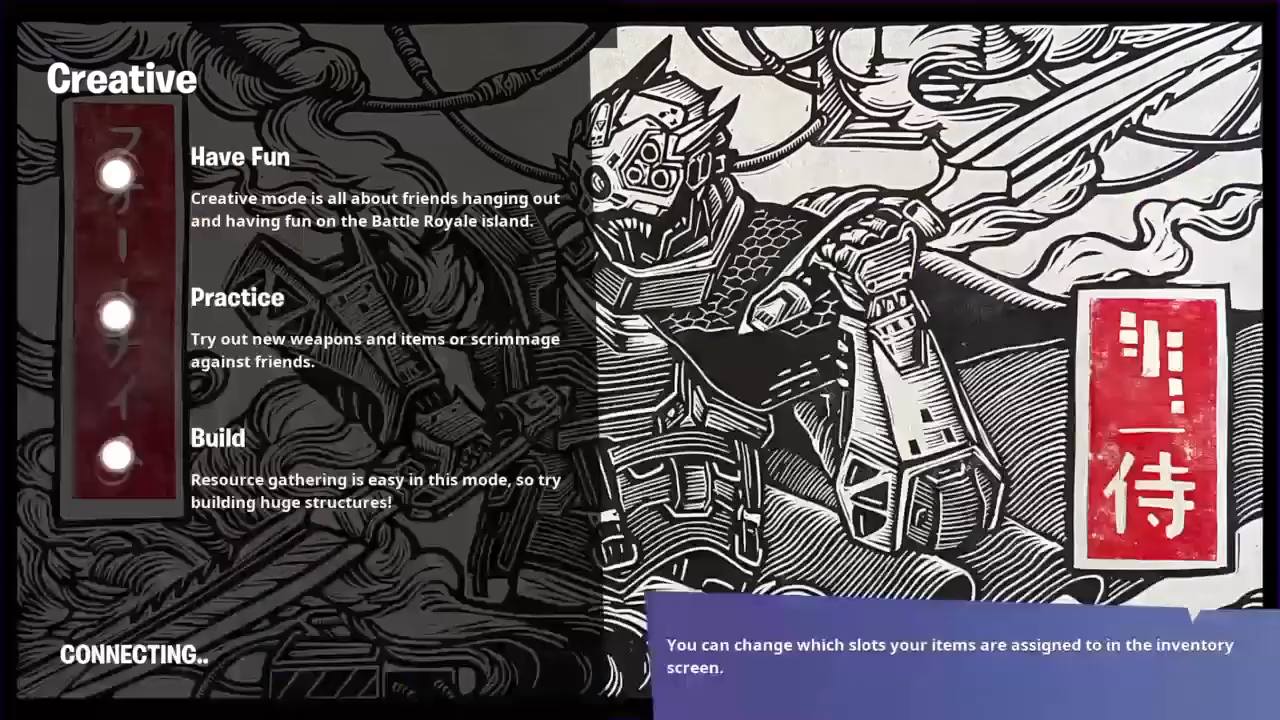 Creative
Have Fun
Creative mode is all about friends hanging out
and having fun on the Battle Royale island.
Practice
Try out new weapons and items or scrimmage
against friends.
Build
Resource gathering is easy in this mode, so try
building huge structures!
侍
CONNECTING..
You can change which slots your items are assigned to in the inventory
screen.